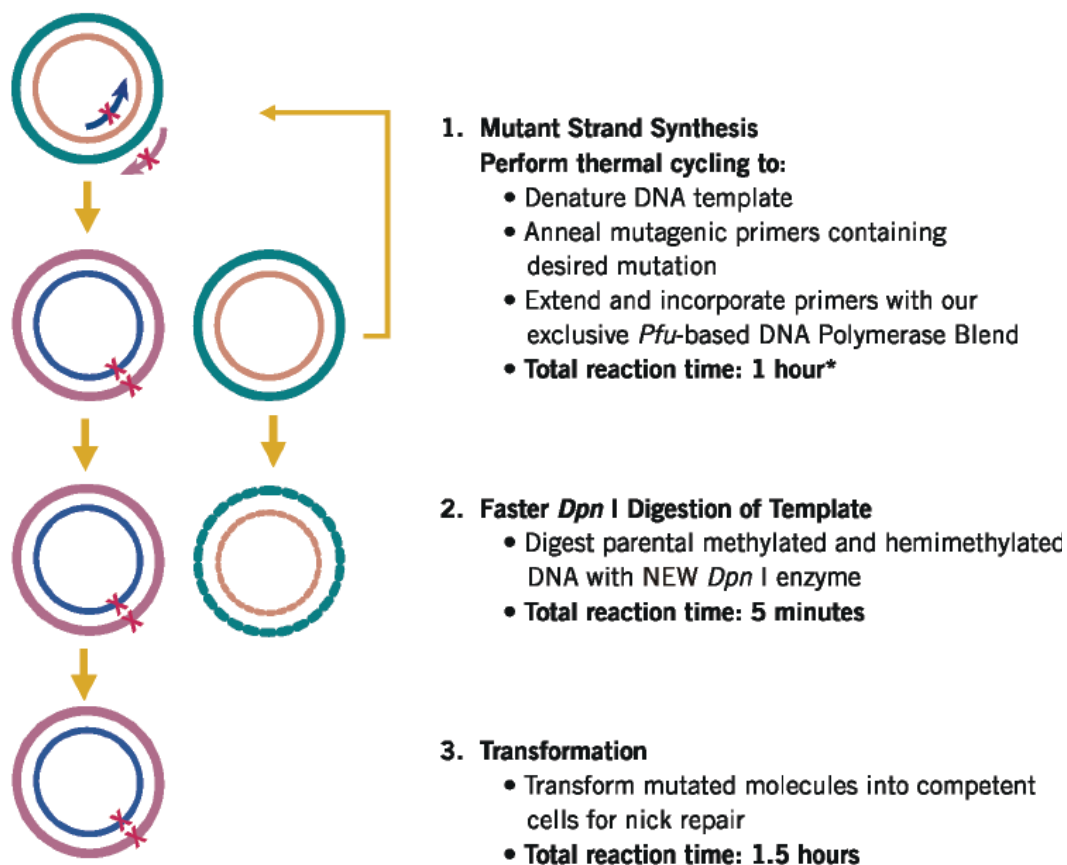 1. Mutant Strand Synthesis
Perform thermal cycling to:
• Denature DNA template
• Anneal mutagenic primers containing
desired mutation
• Extend and incorporate primers with our
exclusive Pfu-based DNA Polymerase Blend
• Total reaction time: 1 hour*
2. Faster Dpn I Digestion of Template
• Digest parental methylated and hemimethylated
DNA with NEW Dpn I enzyme
• Total reaction time: 5 minutes
3. Transformation
• Transform mutated molecules into competent
cells for nick repair
• Total reaction time: 1.5 hours